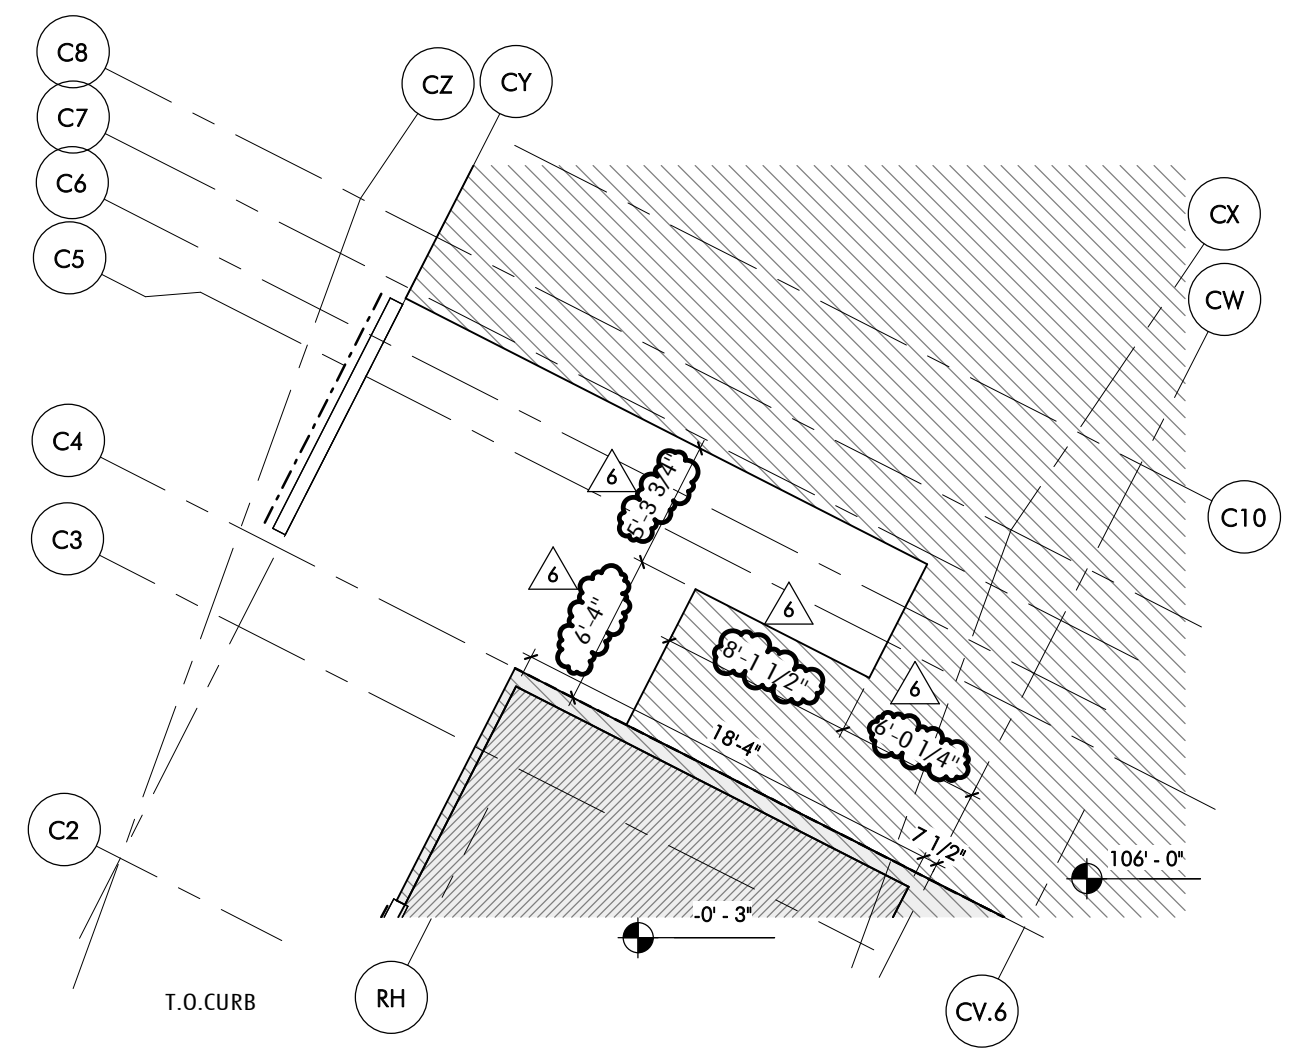 C8
CZ
CY
C7
C6
CX
C5
CW
C4
6
5'-3 3/4"
C10
C3
6
6'-4"
6
8'-1 1/2"
6
6'-0 1/4"
18'-4"
C2
7 1/2"
106' - 0"
-0' - 3"
RH
T.O.CURB
CV.6